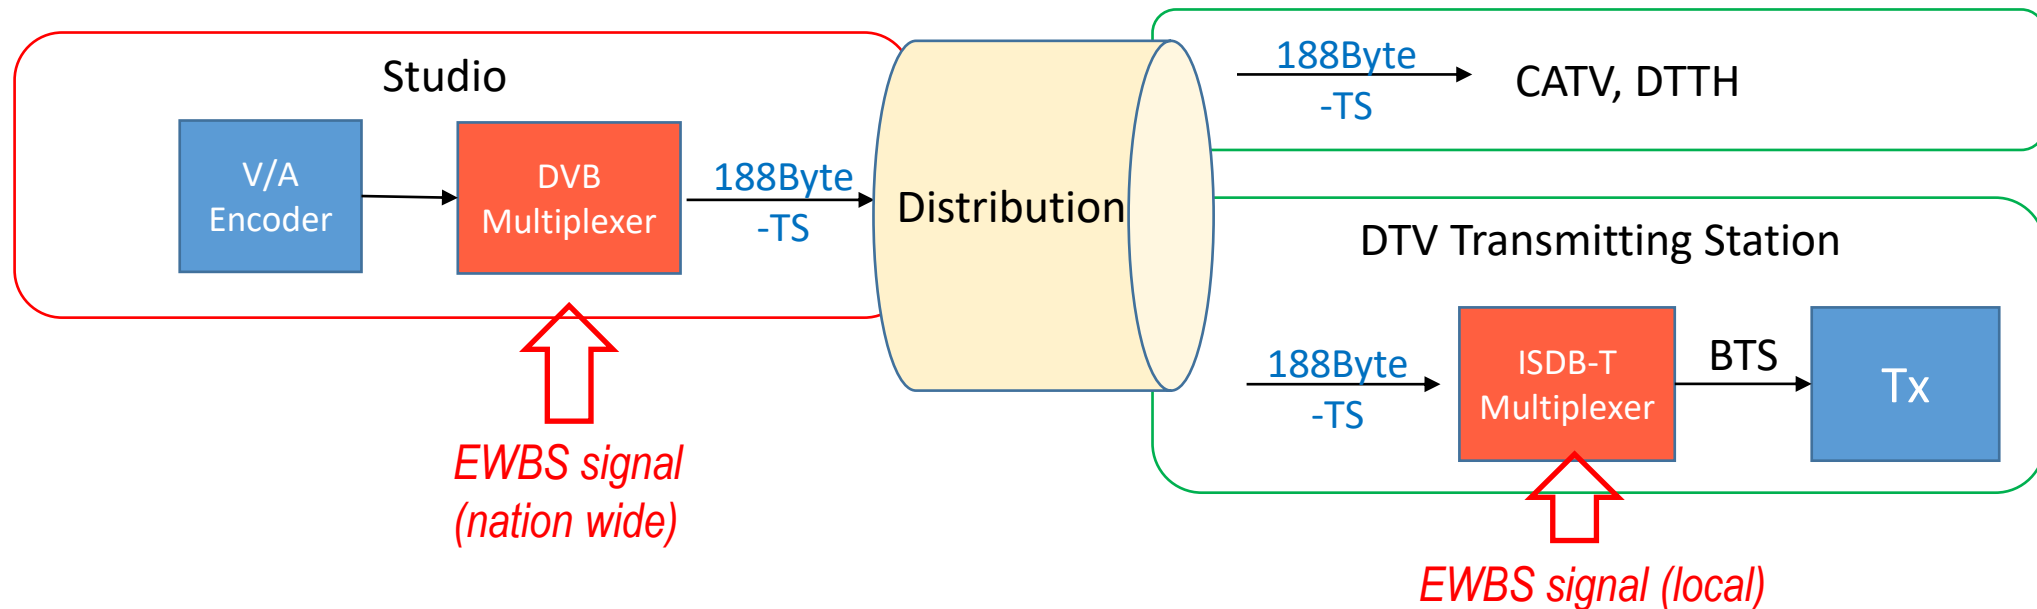 Studio
V/A
Encoder
DVB
Multiplexer
188Byte
-TS
EWBS signal
(nation wide)
Distribution
188Byte
-TS
CATV, DTTH
DTV Transmitting Station
188Byte
-TS
ISDB-T
Multiplexer
BTS
Tx
EWBS signal (local)